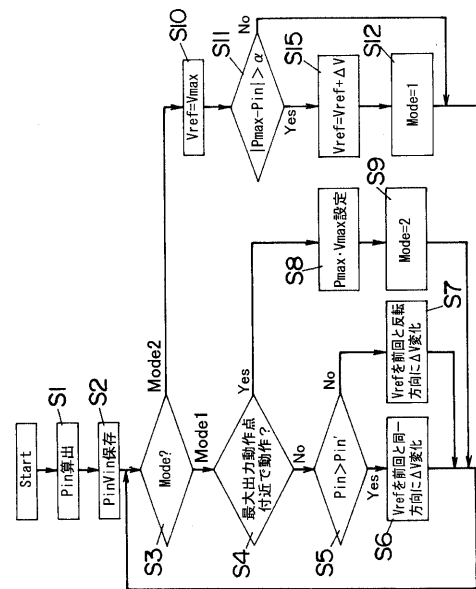 Start
S1
Pin算出
S2
PinVin保存
S3
Mode?
Mode2
Mode1
S4
最大出力動作点
付近で動作?
Yes
No
S5
Pin>Pin'
No
Yes
S6
Vrefを前回と同一
方向にΔV変化
S7
Vrefを前回と反転
方向にΔV変化
S8
Pmax・Vmax設定
S9
Mode=2
S10
Vref=Vmax
S11
|Pmax-Pin|>α
No
Yes
S15
Vref=Vref+ΔV
S12
Mode=1